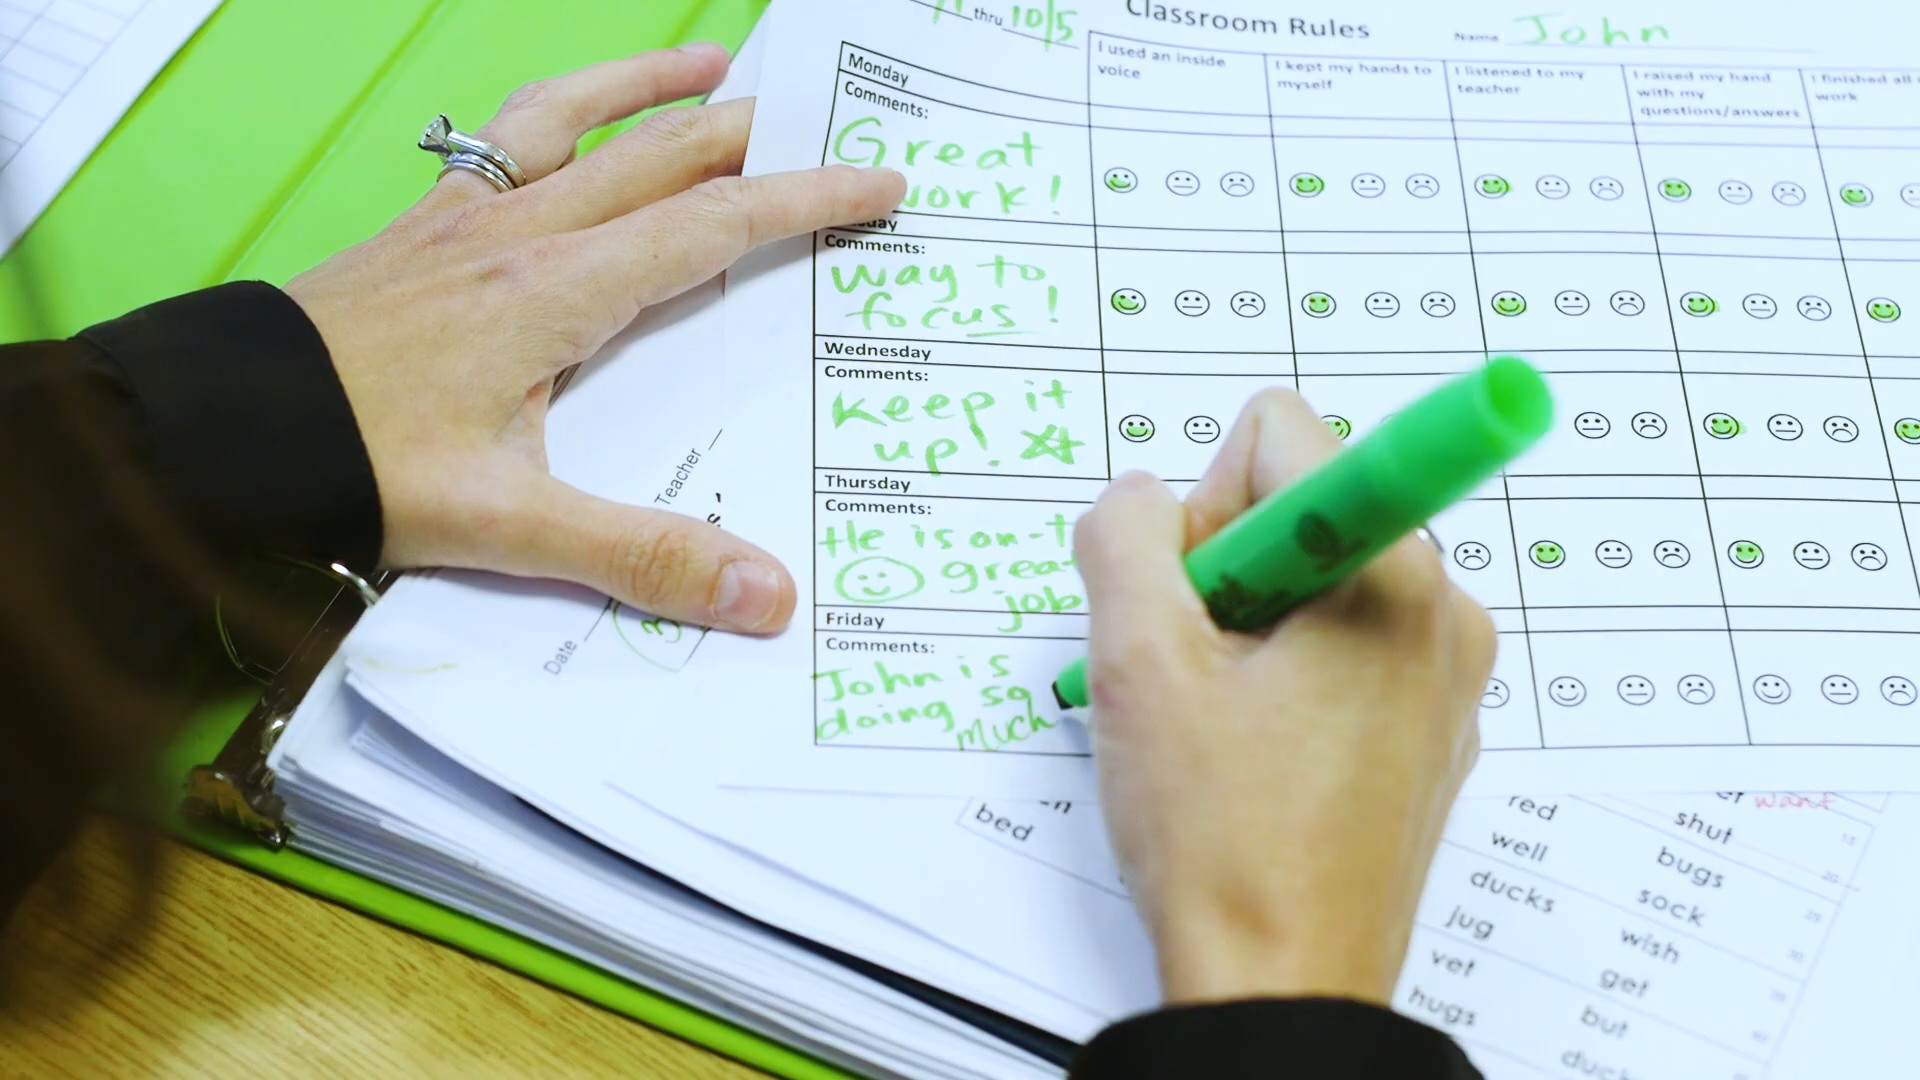 thru 10/5
Classroom Rules
Name John
I used an inside
voice
I kept my hands to
myself
I listened to my
teacher
I raised my hand
with my
questions/answers
I finished all
work
Monday
Comments:
Great
work!
Comments:
Way to
focus!
Wednesday
Comments:
Keep it
up!
Thursday
Comments:
He is on-t
great
job
Friday
Comments:
John is
doing so
much
Teacher
Date
3
bed
want
red
shut
well
bugs
ducks
sock
jug
wish
vet
get
hugs
but